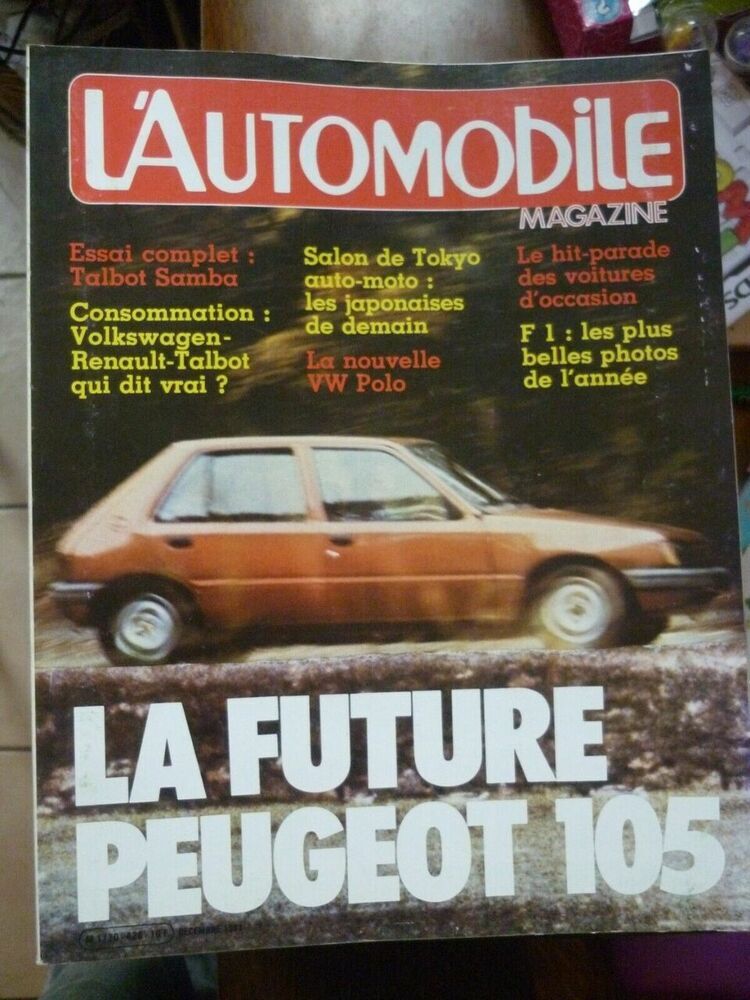 L'AUTOMOBILE
MAGAZINE
Essai complet :
Talbot Samba
Consommation :
Volkswagen-
Renault-Talbot
qui dit vrai ?
Salon de Tokyo
auto-moto :
les japonaises
de demain
La nouvelle
VW Polo
Le hit-parade
des voitures
d'occasion
F 1 : les plus
belles photos
de l'année
LA FUTURE
PEUGEOT 105
DECEMBRE 1981